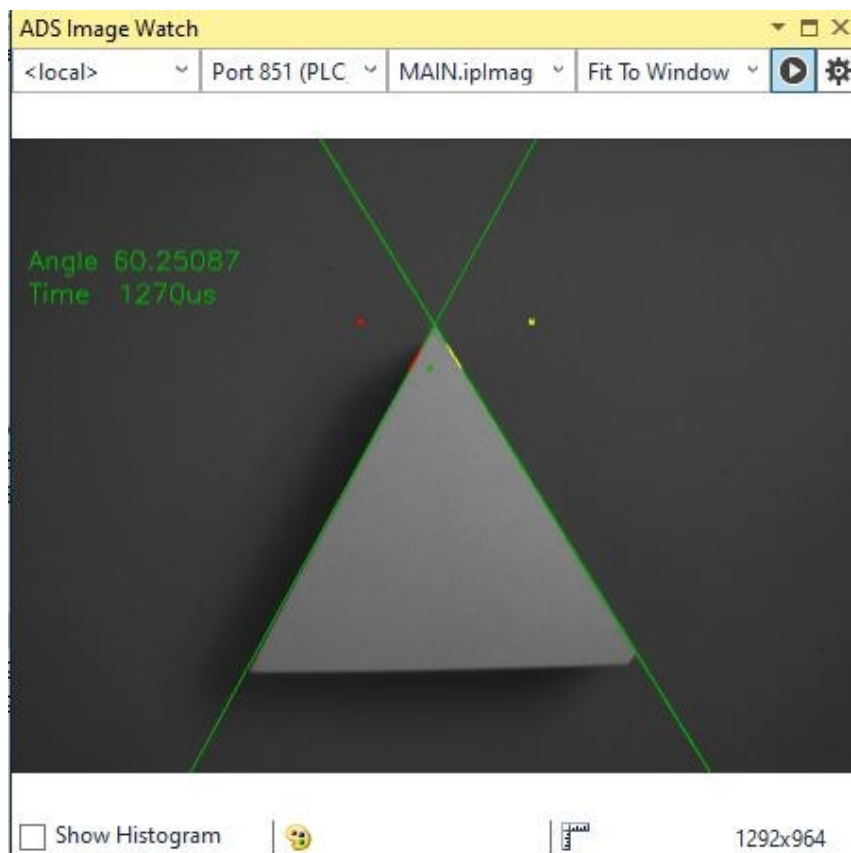 ADS Image Watch
<local> Port 851 (PLC MAIN.ipImag Fit To Window
Angle 60.25087
Time 1270us
Show Histogram 1292x964